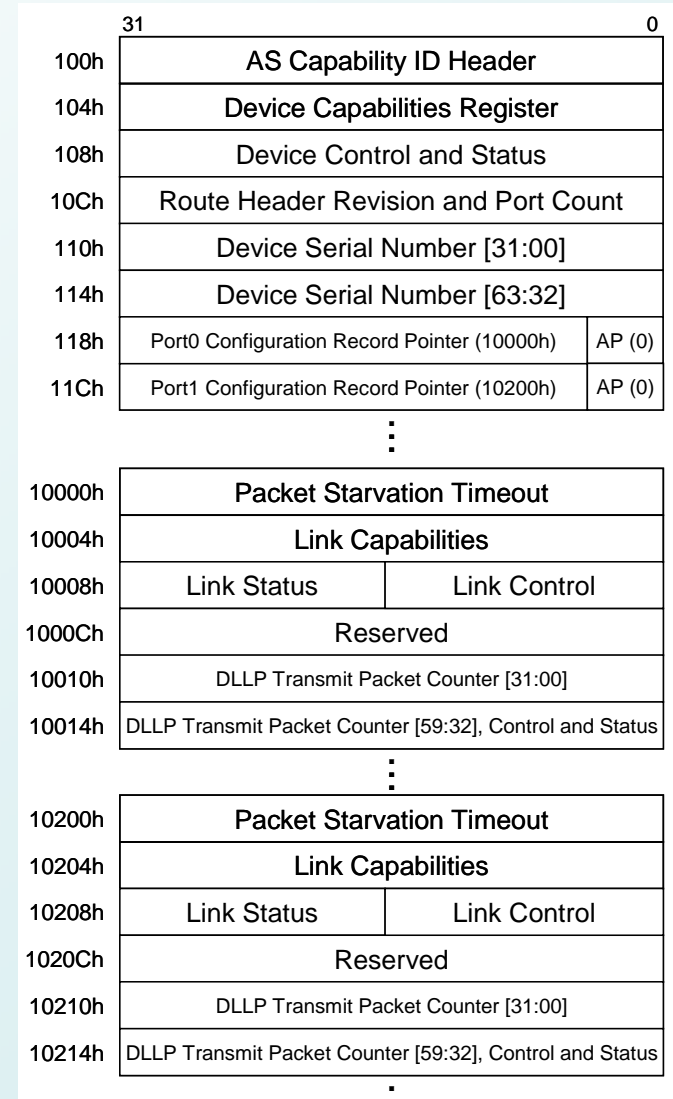 31 0
100h AS Capability ID Header
104h Device Capabilities Register
108h Device Control and Status
10Ch Route Header Revision and Port Count
110h Device Serial Number [31:00]
114h Device Serial Number [63:32]
118h Port0 Configuration Record Pointer (10000h) AP (0)
11Ch Port1 Configuration Record Pointer (10200h) AP (0)
10000h Packet Starvation Timeout
10004h Link Capabilities
10008h Link Status Link Control
1000Ch Reserved
10010h DLLP Transmit Packet Counter [31:00]
10014h DLLP Transmit Packet Counter [59:32], Control and Status
10200h Packet Starvation Timeout
10204h Link Capabilities
10208h Link Status Link Control
1020Ch Reserved
10210h DLLP Transmit Packet Counter [31:00]
10214h DLLP Transmit Packet Counter [59:32], Control and Status